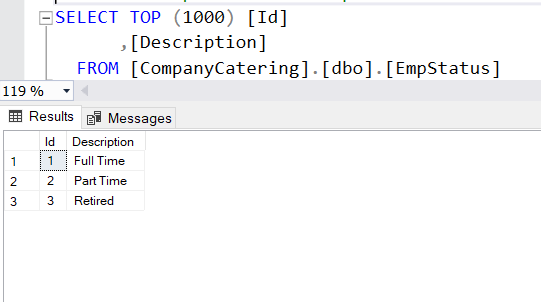 SELECT TOP (1000) [Id]
,[Description]
FROM [CompanyCatering].[dbo].[EmpStatus]
119 %
Results Messages
Id Description
1 1 Full Time
2 2 Part Time
3 3 Retired